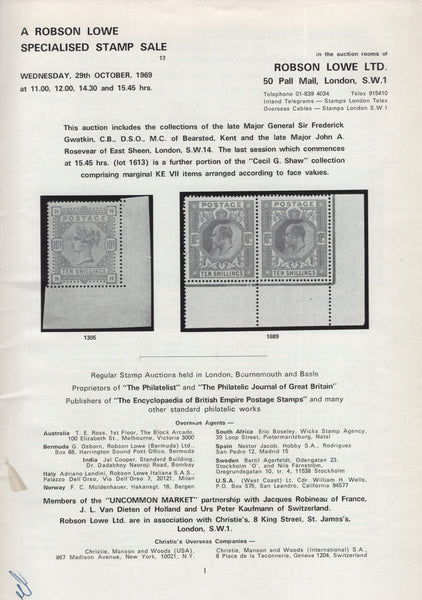 A ROBSON LOWE
SPECIALISED STAMP SALE
13
WEDNESDAY, 29th OCTOBER, 1969
at 11.00, 12.00, 14.30 and 15.45 hrs.
in the auction rooms of
ROBSON LOWE LTD.
50 Pall Mall, London, S.W.1
Telephone 01-839 4034 Telex 915410
Inland Telegrams — Stamps London Telex
Overseas Cables — Stamps London S.W.1
This auction includes the collections of the late Major General Sir Frederick
Gwatkin, C.B., D.S.O., M.C. of Bearsted, Kent and the late Major John A.
Rosevear of East Sheen, London, S.W.14. The last session which commences
at 15.45 hrs. (lot 1613) is a further portion of the "Cecil G. Shaw" collection
comprising marginal KE VII items arranged according to face values.
N H
POSTAGE
10/- 10/-
TEN SHILLINGS
H N
1305
POSTAGE POSTAGE
TEN SHILLINGS TEN SHILLINGS
1689
Regular Stamp Auctions held in London, Bournemouth and Basle
Proprietors of "The Philatelist" and "The Philatelic Journal of Great Britain"
Publishers of "The Encyclopaedia of British Empire Postage Stamps" and many
other standard philatelic works
Overseas Agents —
Australia T. E. Ross, 1st Floor, The Block Arcade,
100 Elizabeth St., Melbourne, Victoria 3000
Bermuda G. Osborn, Robson Lowe (Bermuda) Ltd.,
Box 88, Harrington Sound Post Office, Bermuda
India Jal Cooper, Standard Building,
Dr. Dadabhoy Naoroji Road, Bombay
Italy Adriano Landini, Robson Lowe Italiana S.A.S.,
Palazzo Dell'Orso, Via Dell'Orso 7, 20121, Milan
Norway F. C. Moldenhauer, Hakansgt. 16, Bergen
South Africa Eric Boseley, Wicks Stamp Agency,
39 Loop Street, Pietermaritzburg, Natal
Spain Nestor Jacob, Hobby S.A., Rodriguez
San Pedro 12, Madrid 15
Sweden Bertil Agerfeldt, Odengatan 23,
Stockholm 'O', and Nils Färnström,
Oregrundsgatan 10, tr 4, 11538 Stockholm
U.S.A. (West Coast) Lt. Cdr. William H. Wells,
P.O. Box 575, San Leandro, California 94577
Members of the "UNCOMMON MARKET" partnership with Jacques Robineau of France,
J. L. Van Dieten of Holland and Urs Peter Kaufmann of Switzerland.
Robson Lowe Ltd. are in association with Christie's, 8 King Street, St. James's,
London, S.W.1.
Christie's Overseas Companies —
Christie, Manson and Woods (USA),
867 Madison Avenue, New York, 10021, N.Y.
Christie, Manson and Woods (International) S.A.,
8 Place de la Taconnerie, Geneva 1204, Switzerland
1